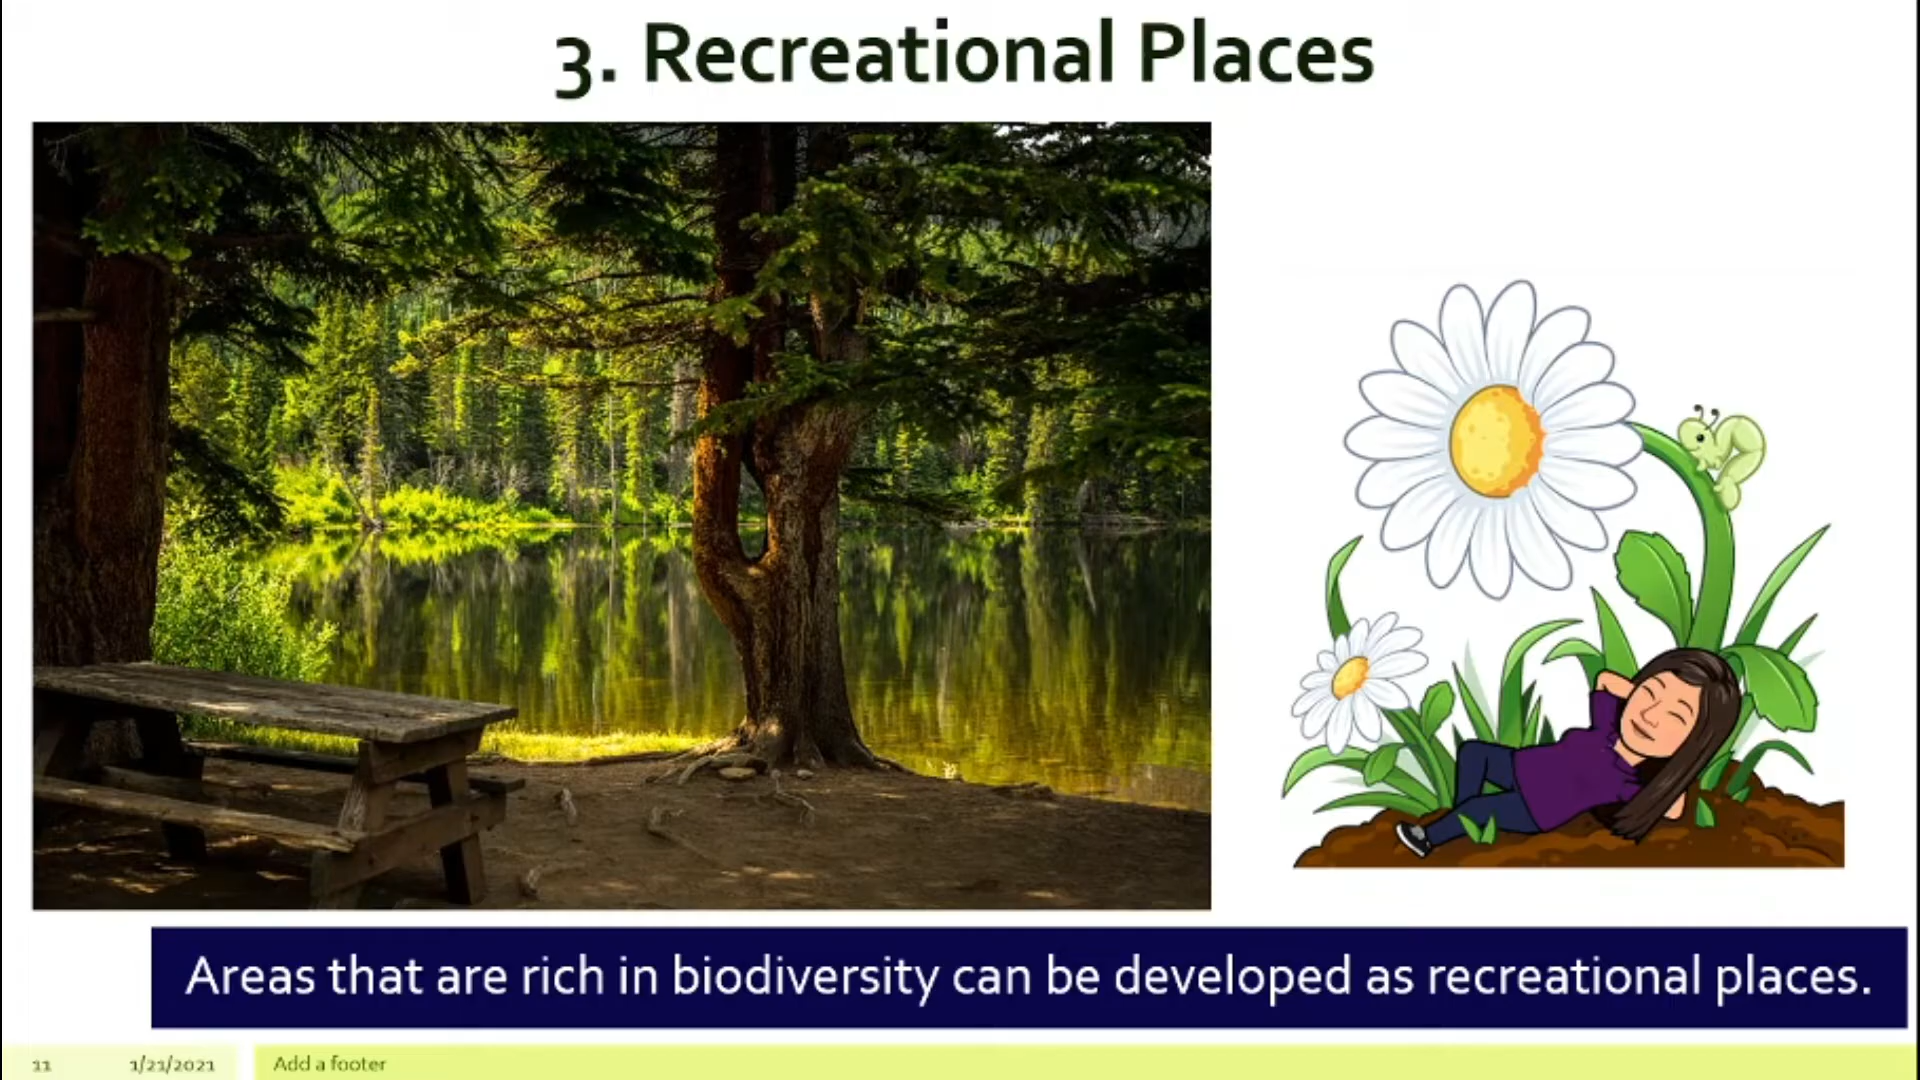 3. Recreational Places
Areas that are rich in biodiversity can be developed as recreational places.
11
1/21/2021
Add a footer